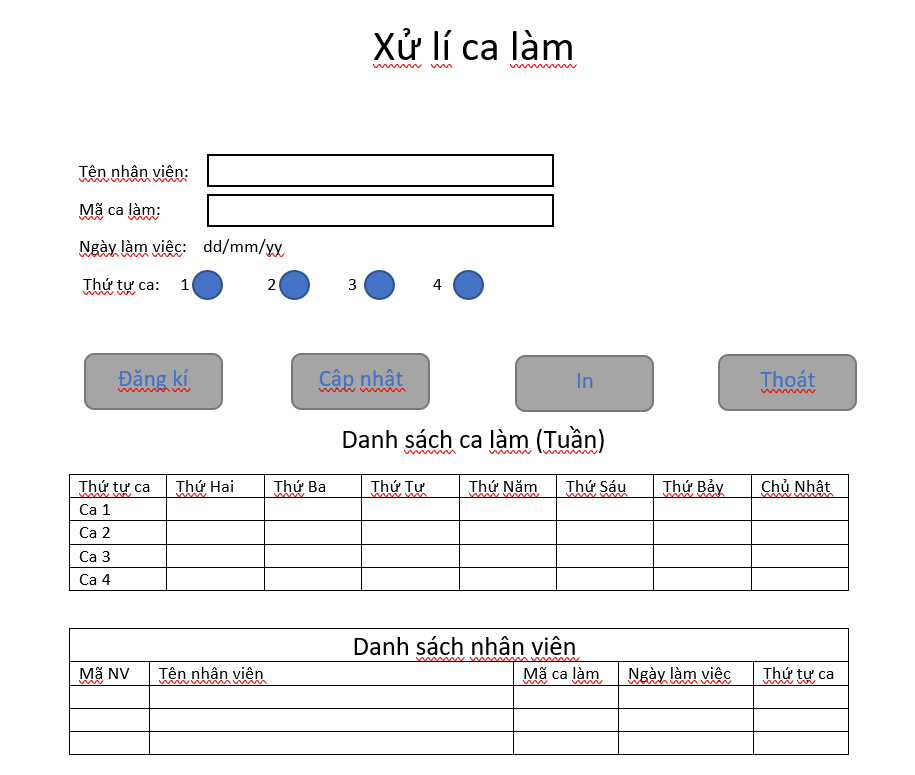 Xử lí ca làm
Tên nhân viên:
Mã ca làm:
Ngày làm việc: dd/mm/yy
Thứ tự ca: 1 2 3 4
Đăng kí Câp nhât In Thoát
Danh sách ca làm (Tuần)
Thứ tự ca Thứ Hai Thứ Ba Thứ Tư Thứ Năm Thứ Sáu Thứ Bảy Chủ Nhật
Ca 1
Ca 2
Ca 3
Ca 4
Danh sách nhân viên
Mã NV Tên nhân viên Mã ca làm Ngày làm việc Thứ tự ca